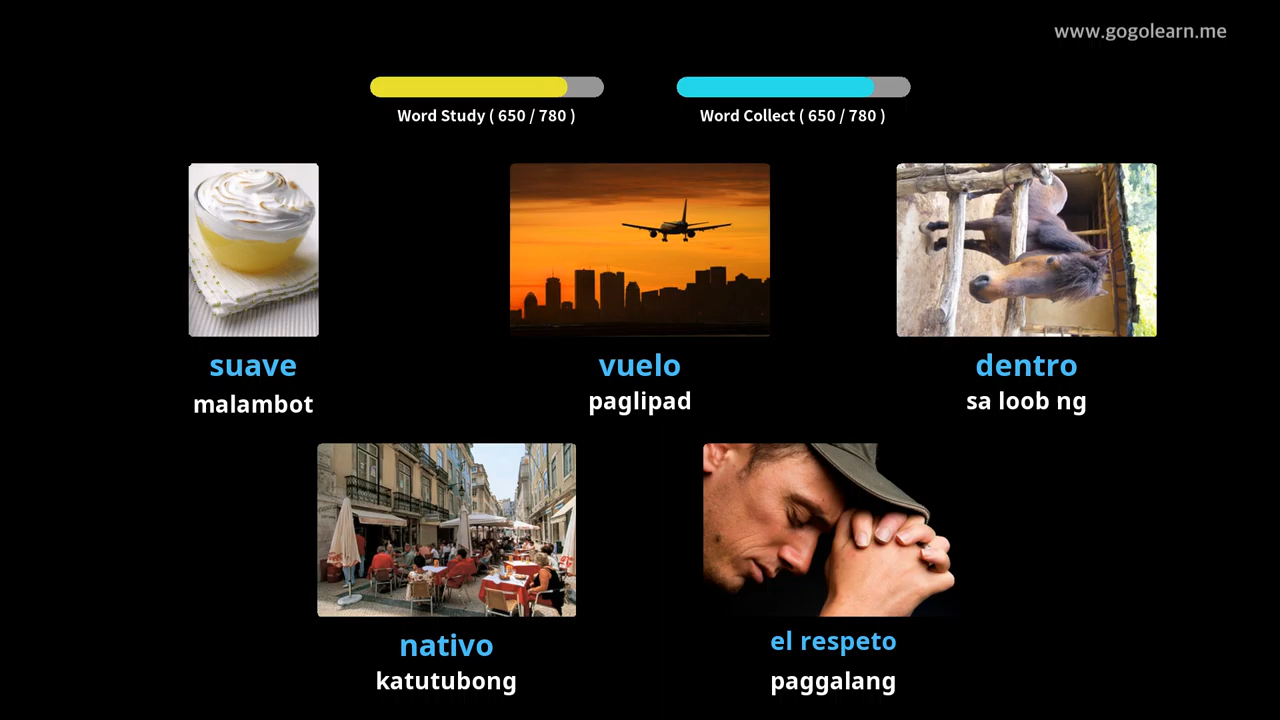 www.gogolearn.me
Word Study ( 650 / 780 )
Word Collect ( 650 / 780 )
suave
malambot
vuelo
paglipad
dentro
sa loob ng
nativo
katutubong
el respeto
paggalang